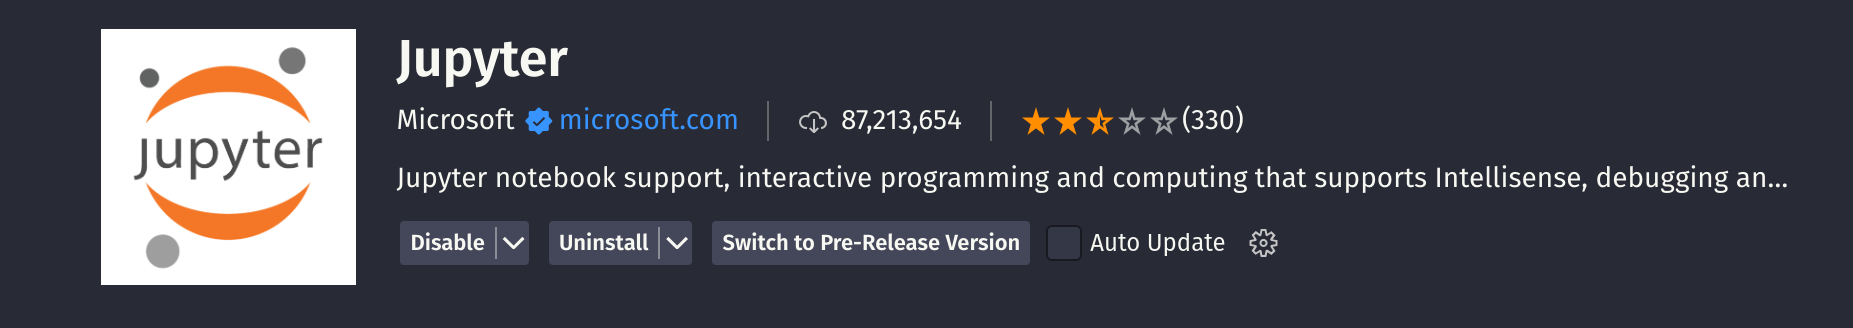 jupyter
Jupyter
Microsoft microsoft.com 87,213,654 (330)
Jupyter notebook support, interactive programming and computing that supports Intellisense, debugging an...
Disable Uninstall Switch to Pre-Release Version Auto Update